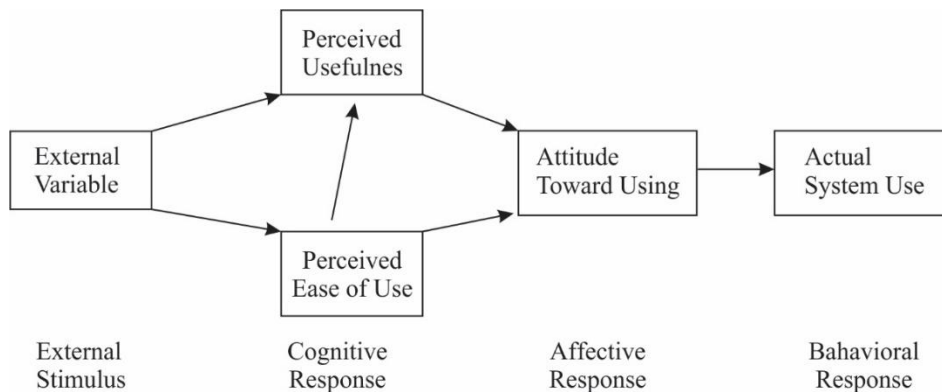 Perceived
Usefulnes
External
Variable
Attitude
Toward Using
Actual
System Use
Perceived
Ease of Use
External
Stimulus
Cognitive
Response
Affective
Response
Bahavioral
Response